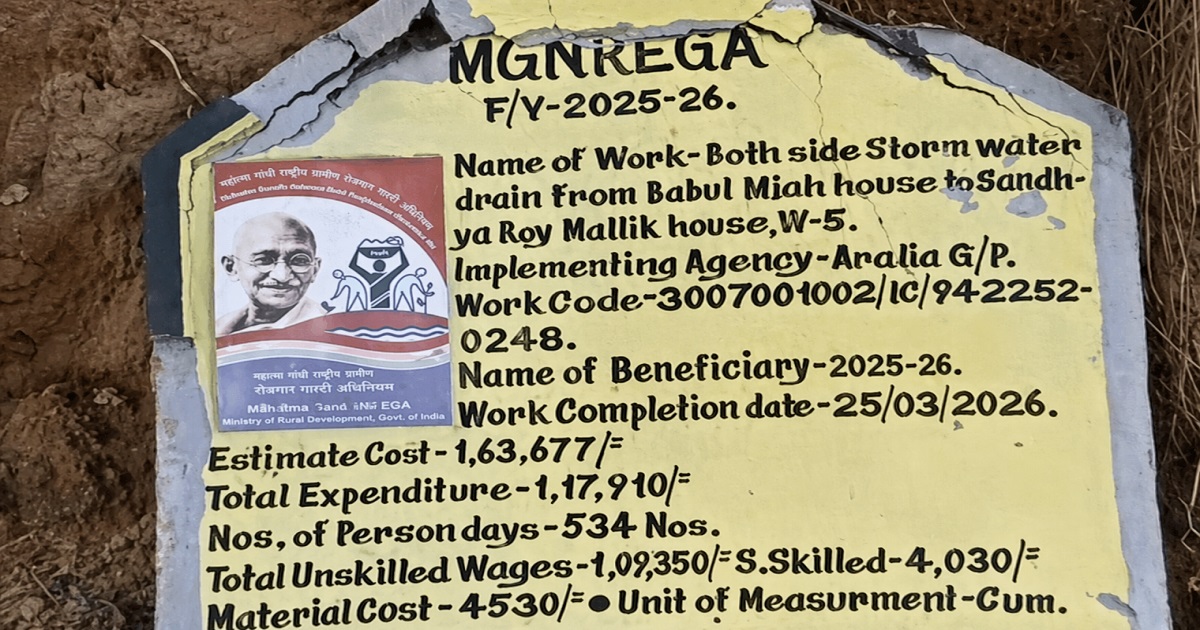 MGNREGA
F/Y-2025-26.
Name of Work-Both side Storm water
drain from Babul Miah house to Sandh-
ya Roy Mallik house, W-5.
Implementing Agency-Aralia G/P.
Work Code-3007001002/IC/942252-
0248.
Name of Beneficiary-2025-26.
Work Completion date-25/03/2026.
महात्मा गांधी राष्ट्रीय ग्रामीण रोजगाग गारटी अधिनियम
महात्मा गांधी राष्ट्रीय ग्रामीण
रोजगान गारटी अधिनियम
Mahatma EGA
Ministry of Rural Development, Govt. of India
Estimate Cost-1,63,677/=
Total Expenditure-1,17,910/=
Nos, of Person days-534 Nos.
Total Unskilled Wages-1,09,350/= S.Skilled-4,030/=
Material Cost-4530/= ● Unit of Measurment-Cum.